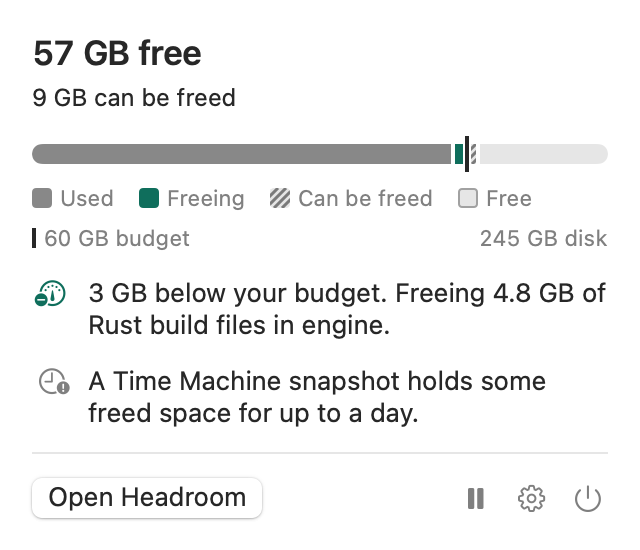 57 GB free
9 GB can be freed
Used Freeing Can be freed Free
60 GB budget 245 GB disk
3 GB below your budget. Freeing 4.8 GB of
Rust build files in engine.
A Time Machine snapshot holds some
freed space for up to a day.
Open Headroom